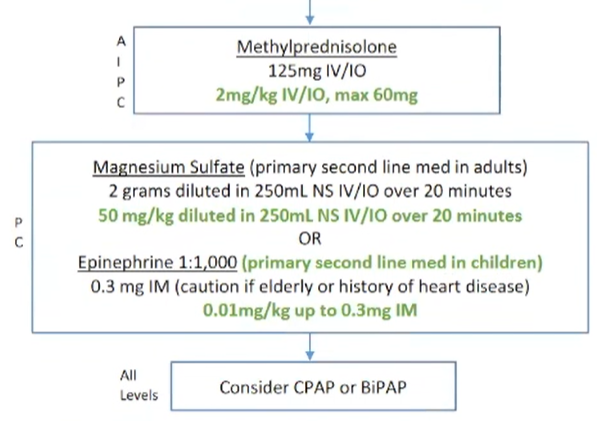 A
I
P
C
Methylprednisolone
125mg IV/IO
2mg/kg IV/IO, max 60mg
P
C
Magnesium Sulfate (primary second line med in adults)
2 grams diluted in 250mL NS IV/IO over 20 minutes
50 mg/kg diluted in 250mL NS IV/IO over 20 minutes
OR
Epinephrine 1:1,000 (primary second line med in children)
0.3 mg IM (caution if elderly or history of heart disease)
0.01mg/kg up to 0.3mg IM
All
Levels
Consider CPAP or BiPAP